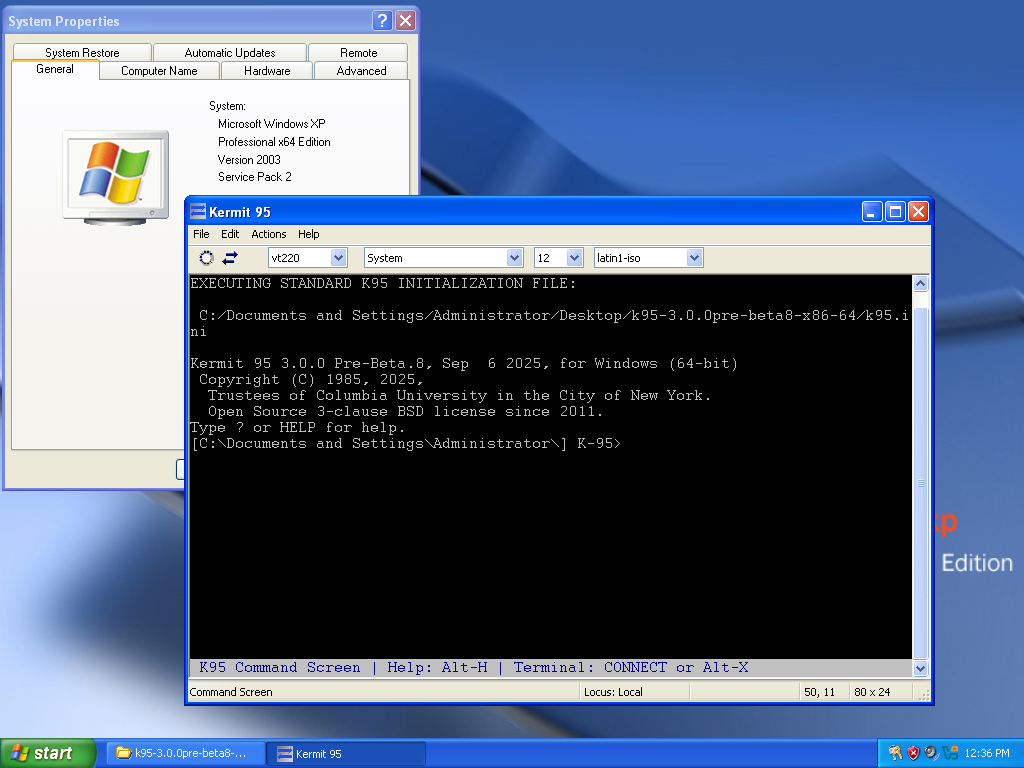 System Properties
System Restore Automatic Updates Remote
General Computer Name Hardware Advanced
System:
Microsoft Windows XP
Professional x64 Edition
Version 2003
Service Pack 2
Kermit 95
File Edit Actions Help
vt220 System 12 latin1-iso
EXECUTING STANDARD K95 INITIALIZATION FILE:
C:/Documents and Settings/Administrator/Desktop/k95-3.0.0pre-beta8-x86-64/k95.i
ni
Kermit 95 3.0.0 Pre-Beta.8, Sep  6 2025, for Windows (64-bit)
Copyright (C) 1985, 2025,
Trustees of Columbia University in the City of New York.
Open Source 3-clause BSD license since 2011.
Type ? or HELP for help.
[C:\Documents and Settings\Administrator\] K-95>
K95 Command Screen | Help: Alt-H | Terminal: CONNECT or Alt-X
Command Screen Locus: Local 50, 11 80 x 24
xp
Edition
start k95-3.0.0pre-beta8-... Kermit 95 12:36 PM